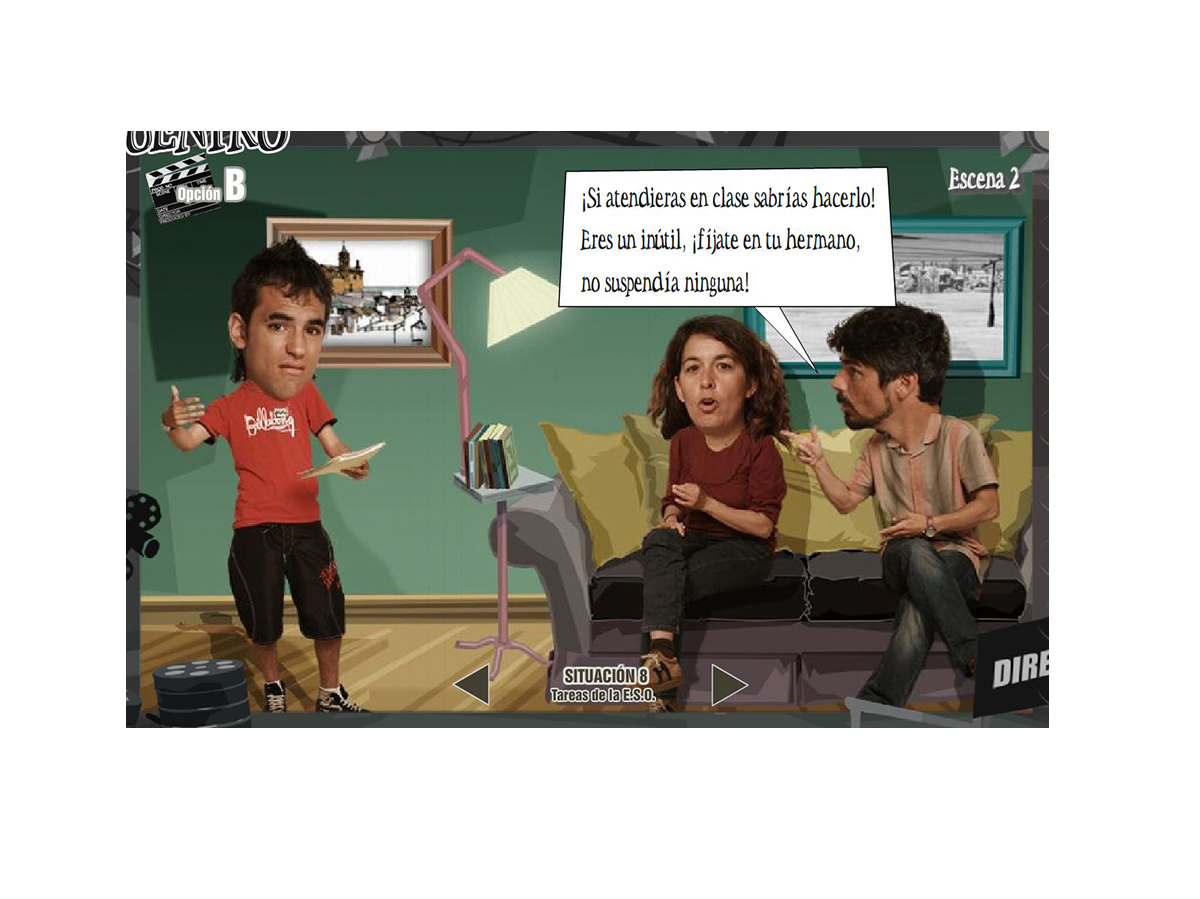 Opción B
Escena 2
¡Si atendieras en clase sabrías hacerlo!
Eres un inútil, ¡fíjate en tu hermano,
no suspendía ninguna!
Billabong
SITUACIÓN 8
Tareas de la E.S.O.
DIRE